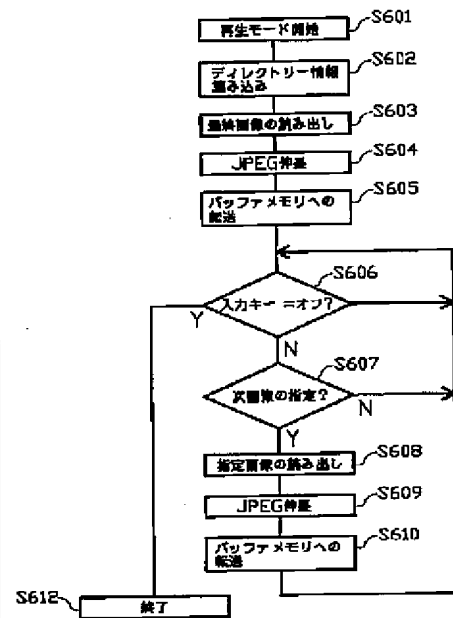 S601
再生モード開始
S602
ディレクトリー情報
読み込み
S603
最終画像の読み出し
S604
JPEG伸長
S605
バッファメモリへの
転送
S606
入力キー =オフ?
Y
N
S607
次画像の指定?
N
Y
S608
指定画像の読み出し
S609
JPEG伸長
S610
バッファメモリへの
転送
S612
終了